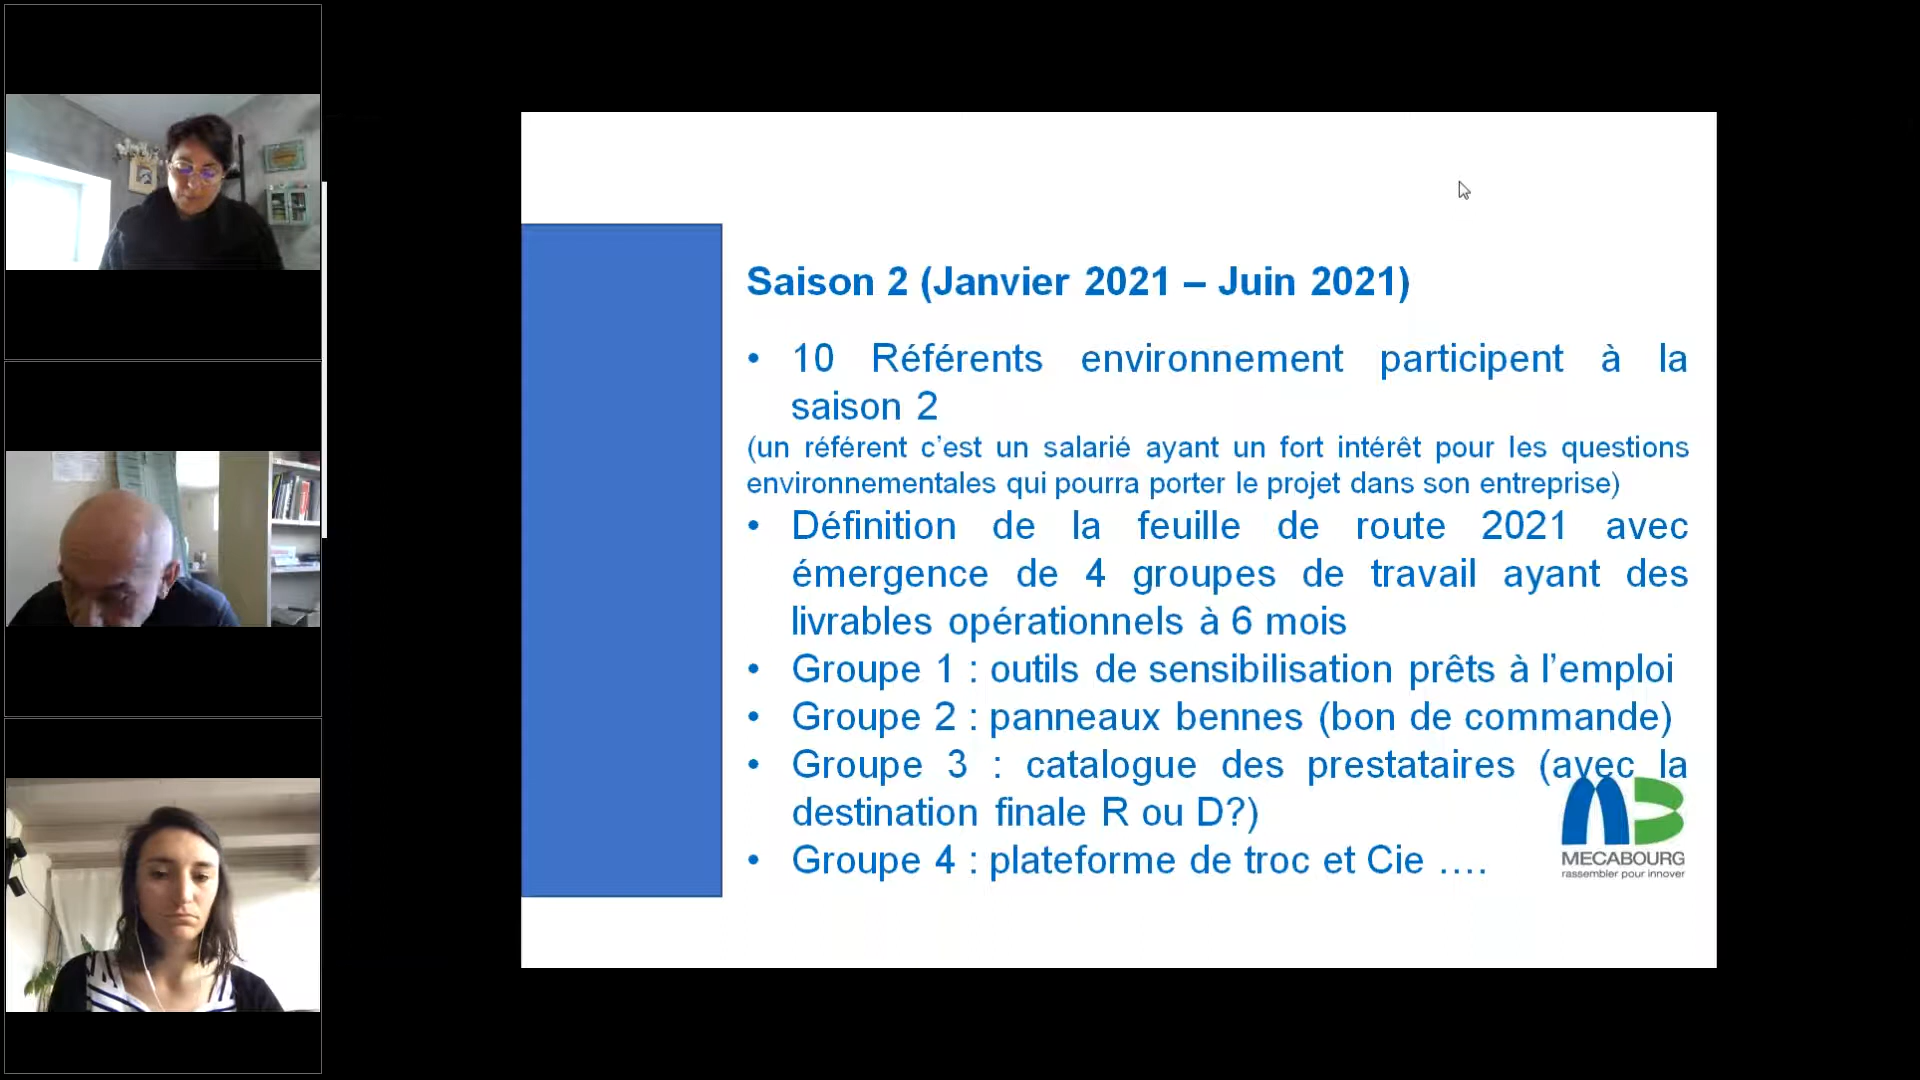 Saison 2 (Janvier 2021 – Juin 2021)
• 10 Référents environnement participent à la
saison 2
(un référent c’est un salarié ayant un fort intérêt pour les questions
environnementales qui pourra porter le projet dans son entreprise)
• Définition de la feuille de route 2021 avec
émergence de 4 groupes de travail ayant des
livrables opérationnels à 6 mois
• Groupe 1 : outils de sensibilisation prêts à l’emploi
• Groupe 2 : panneaux bennes (bon de commande)
• Groupe 3 : catalogue des prestataires (avec la
destination finale R ou D?)
• Groupe 4 : plateforme de troc et Cie ….
MECABOURG
rassembler pour innover